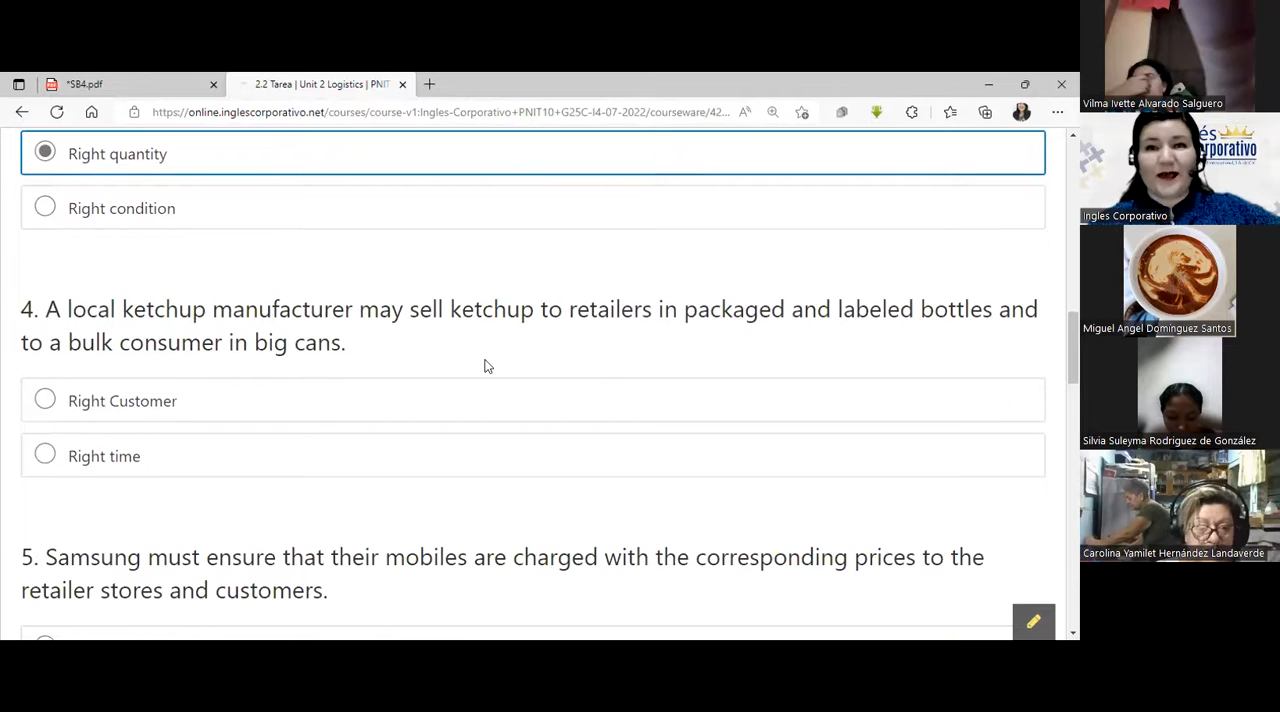 *SB4.pdf
2.2 Tarea | Unit 2 Logistics | PNIT
https://online.inglescorporativo.net/courses/course-v1:Ingles-Corporativo+PNIT10+G25C-I4-07-2022/courseware/42...
Right quantity
Right condition
4. A local ketchup manufacturer may sell ketchup to retailers in packaged and labeled bottles and
to a bulk consumer in big cans.
Right Customer
Right time
5. Samsung must ensure that their mobiles are charged with the corresponding prices to the
retailer stores and customers.
Vilma Ivette Alvarado Salguero
és
rporativo
Ingles Corporativo
Miguel Angel Domínguez Santos
Silvia Suleyma Rodriguez de González
Carolina Yamilet Hernández Landaverde